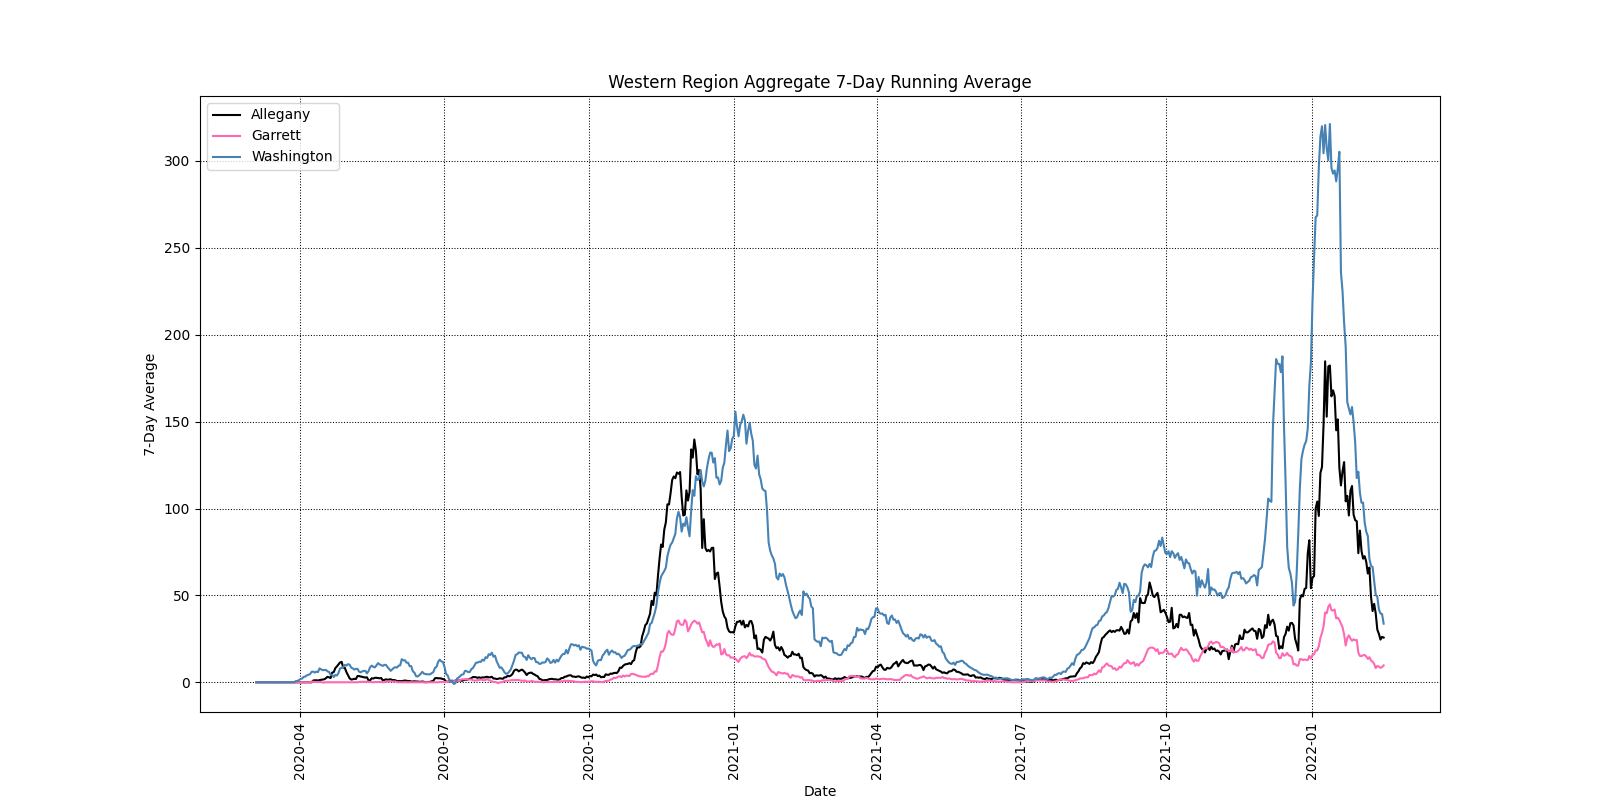 Western Region Aggregate 7-Day Running Average
Allegany
Garrett
Washington
300
250
200
150
100
50
0
7-Day Average
2020-04
2020-07
2020-10
2021-01
2021-04
2021-07
2021-10
2022-01
Date